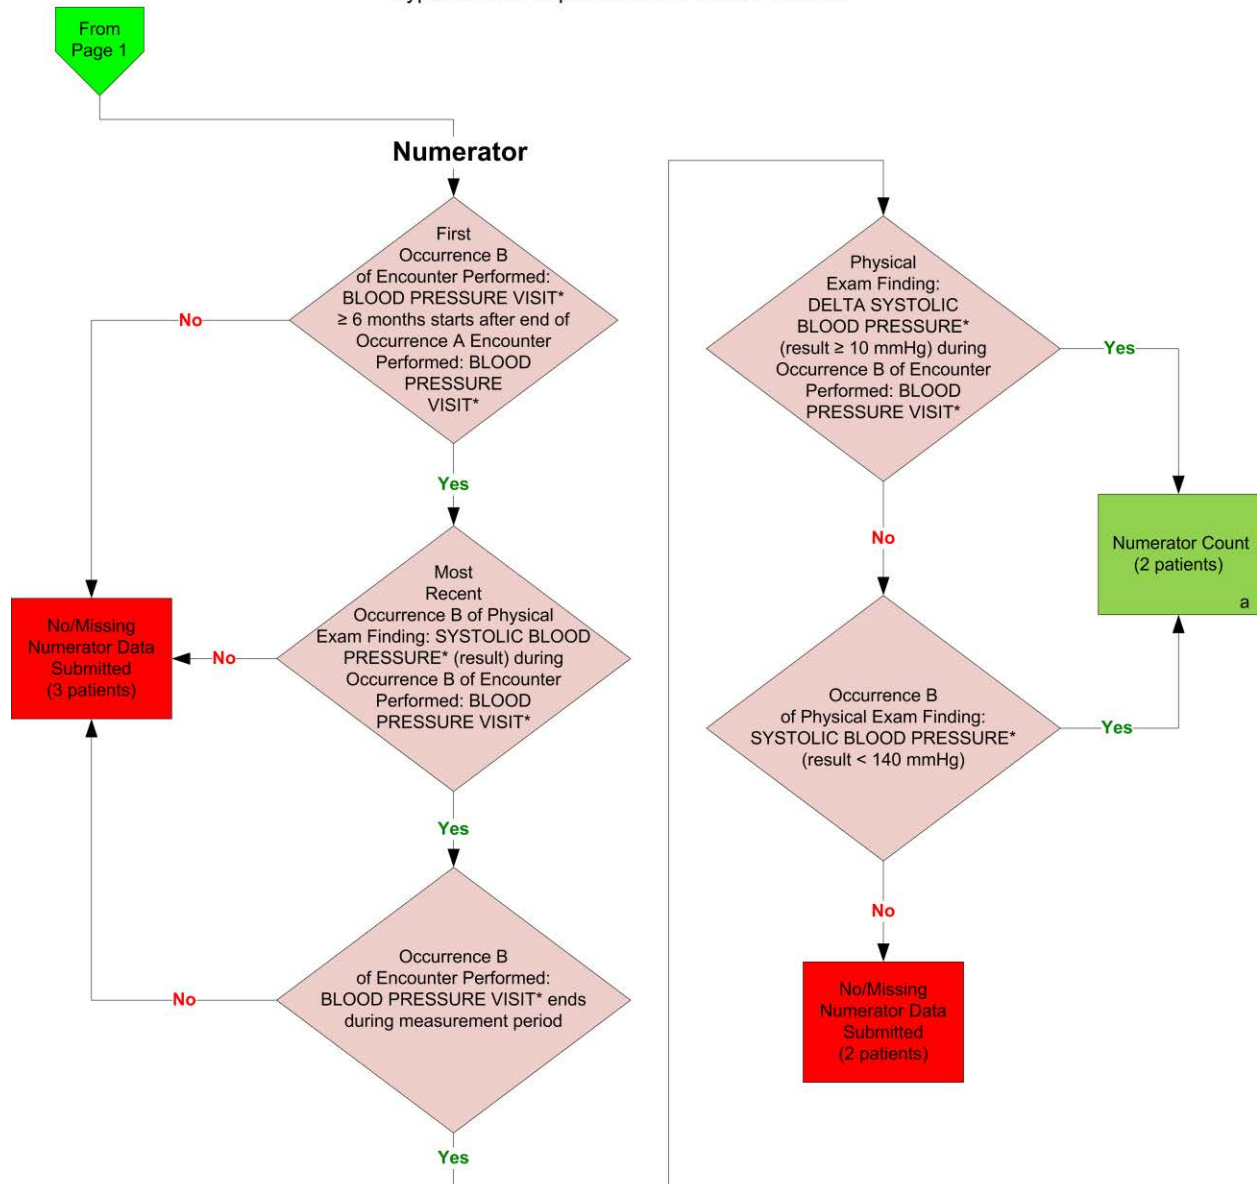 From
Page 1
Numerator
First
Occurrence B
of Encounter Performed:
BLOOD PRESSURE VISIT*
≥ 6 months starts after end of
Occurrence A Encounter
Performed: BLOOD
PRESSURE
VISIT*
No
Yes
Most
Recent
Occurrence B of Physical
Exam Finding: SYSTOLIC BLOOD
PRESSURE* (result) during
Occurrence B of Encounter
Performed: BLOOD
PRESSURE VISIT*
No
No/Missing
Numerator Data
Submitted
(3 patients)
Yes
Occurrence B
of Encounter Performed:
BLOOD PRESSURE VISIT* ends
during measurement period
No
Yes
Physical
Exam Finding:
DELTA SYSTOLIC
BLOOD PRESSURE*
(result ≥ 10 mmHg) during
Occurrence B of Encounter
Performed: BLOOD
PRESSURE VISIT*
Yes
No
Numerator Count
(2 patients)
a
Occurrence B
of Physical Exam Finding:
SYSTOLIC BLOOD PRESSURE*
(result < 140 mmHg)
Yes
No
No/Missing
Numerator Data
Submitted
(2 patients)